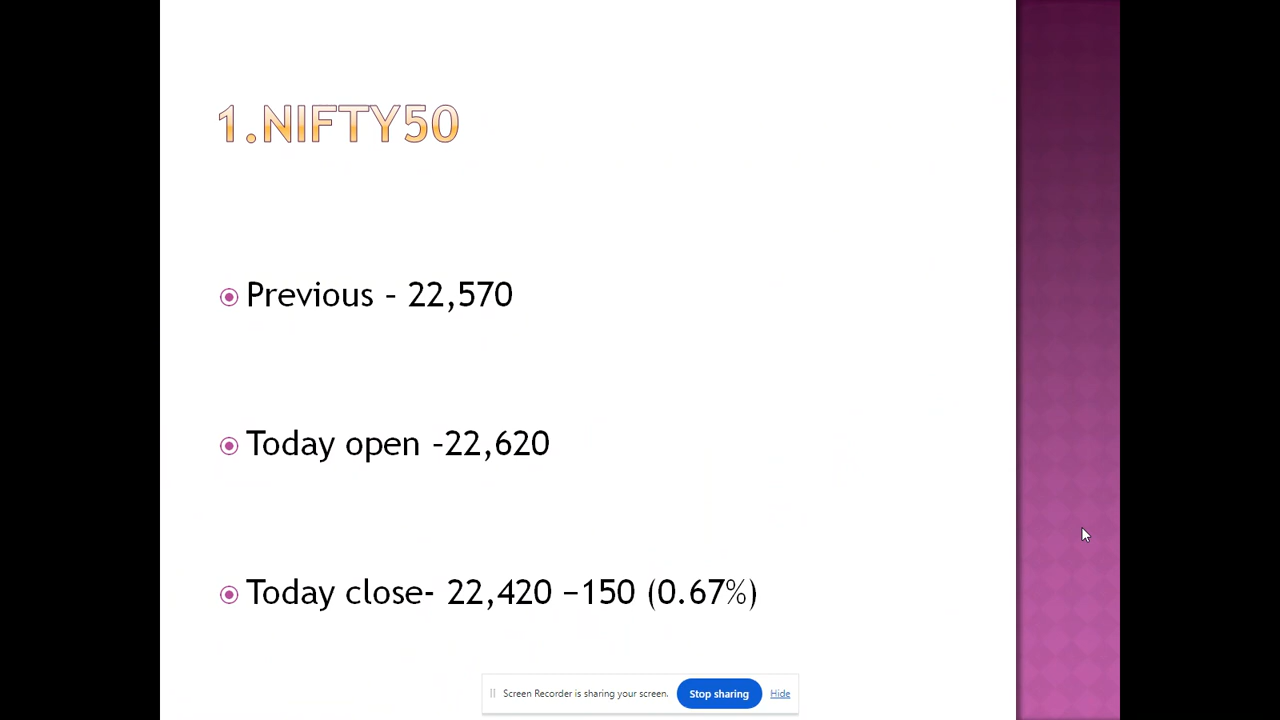 1.NIFTY50
Previous – 22,570
Today open –22,620
Today close- 22,420 –150 (0.67%)
Screen Recorder is sharing your screen. Stop sharing Hide